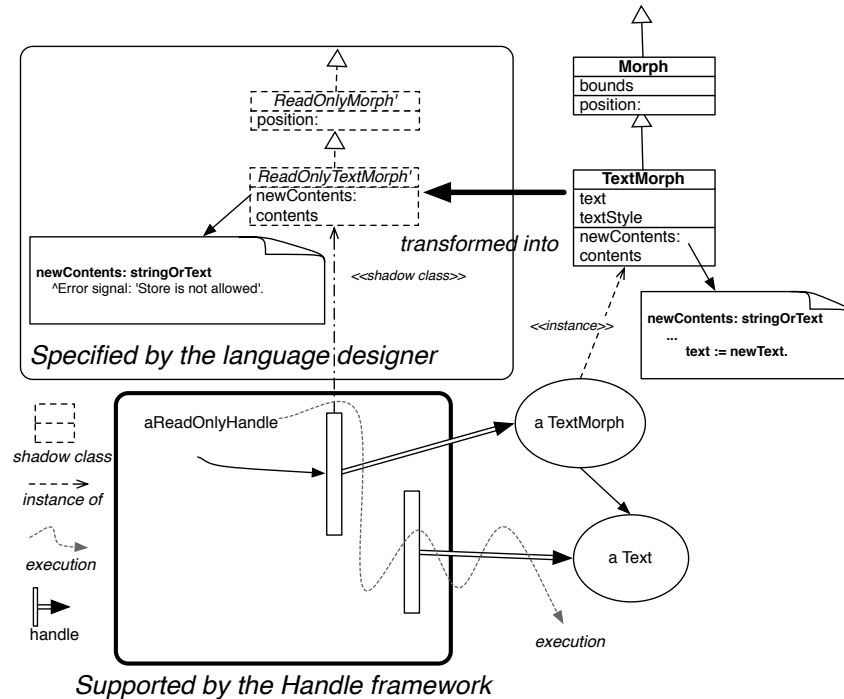 ReadOnlyMorph'
position:
ReadOnlyTextMorph'
newContents:
contents
newContents: stringOrText
^Error signal: 'Store is not allowed'.
<<shadow class>>
Specified by the language designer
Morph
bounds
position:
TextMorph
text
textStyle
newContents:
contents
transformed into
<<instance>>
newContents: stringOrText
...
text := newText.
aReadOnlyHandle
a TextMorph
a Text
execution
shadow class
instance of
execution
handle
Supported by the Handle framework